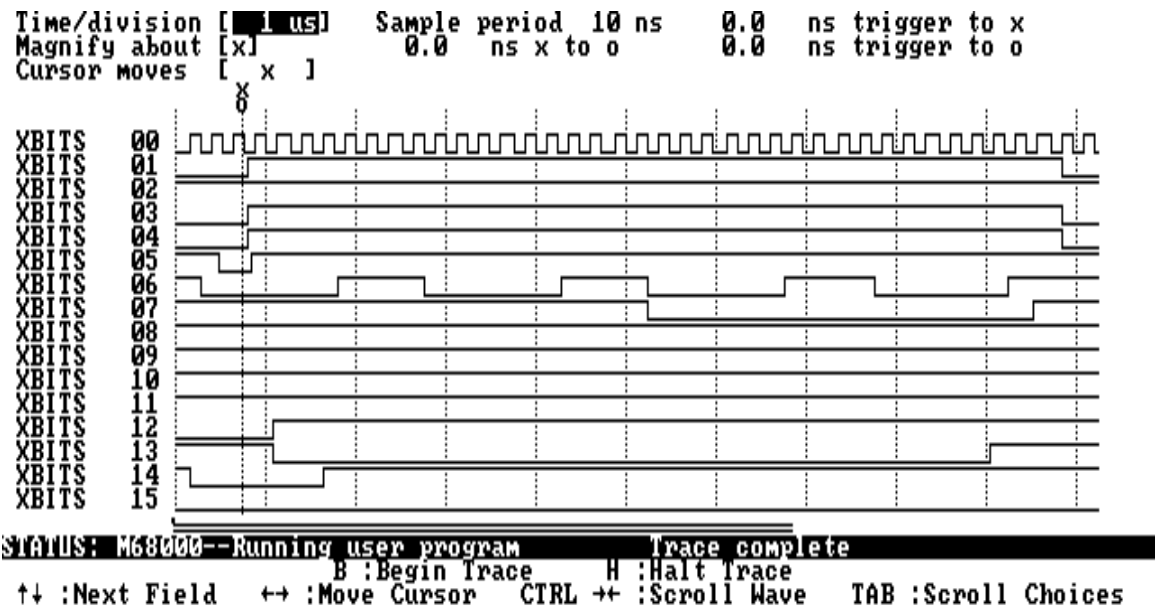 Time/division [ 1 us] Sample period 10 ns 0.0 ns trigger to x
Magnify about [x] 0.0 ns x to o 0.0 ns trigger to o
Cursor moves [ x ]
x
o
XBITS 00
XBITS 01
XBITS 02
XBITS 03
XBITS 04
XBITS 05
XBITS 06
XBITS 07
XBITS 08
XBITS 09
XBITS 10
XBITS 11
XBITS 12
XBITS 13
XBITS 14
XBITS 15
STATUS: M68000--Running user program Trace complete
B :Begin Trace H :Halt Trace
↑↓ :Next Field ←→ :Move Cursor CTRL →← :Scroll Wave TAB :Scroll Choices